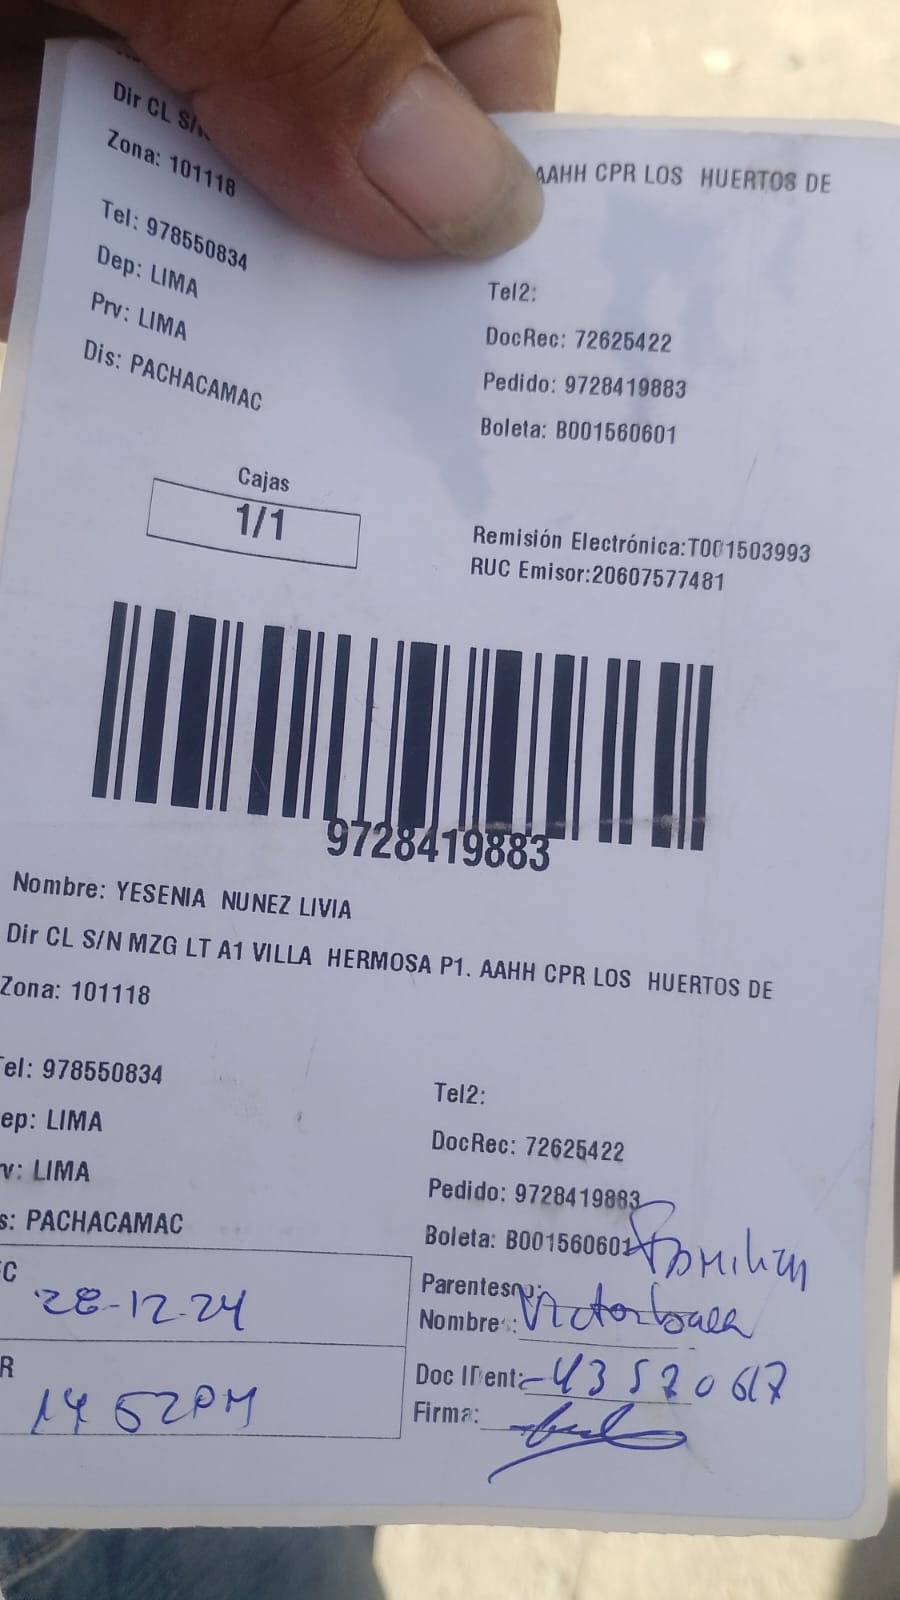 Dir CL S/N
AAHH CPR LOS HUERTOS DE
Zona: 101118
Tel: 978550834
Tel2:
Dep: LIMA
DocRec: 72625422
Prv: LIMA
Pedido: 9728419883
Dis: PACHACAMAC
Boleta: B001560601
Cajas
1/1
Remisión Electrónica:T001503993
RUC Emisor:20607577481
9728419883
Nombre: YESENIA NUNEZ LIVIA
Dir CL S/N MZG LT A1 VILLA HERMOSA P1. AAHH CPR LOS HUERTOS DE
Zona: 101118
Tel: 978550834
Tel2:
ep: LIMA
DocRec: 72625422
v: LIMA
Pedido: 9728419883
s: PACHACAMAC
Boleta: B001560601
C
28-12-24
Parentesco:
Nombre: Victor
R
14 52PM
Doc Ident: 43520617
Firma: